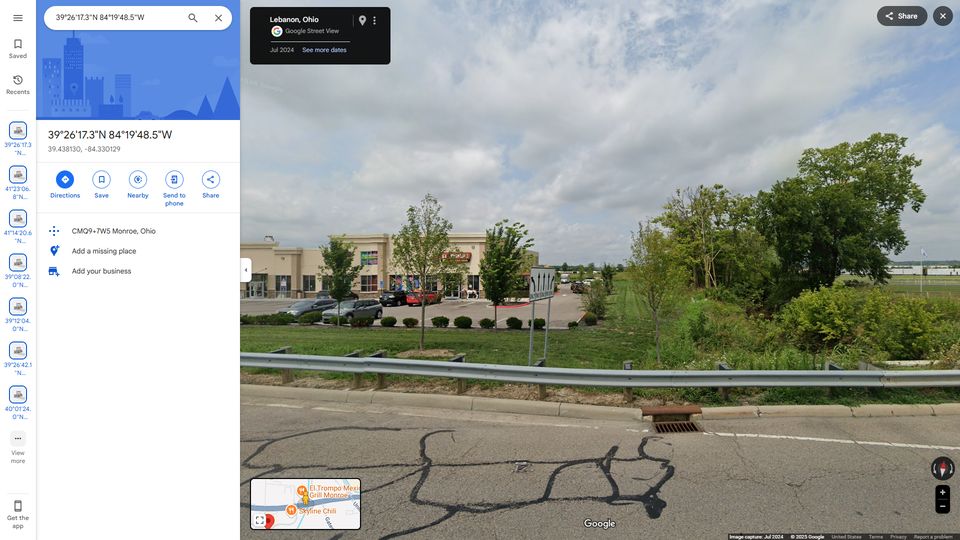 39°26'17.3"N 84°19'48.5"W
Saved
Recents
39°26'17.3
"N...
41°23'06.
8"N...
41°14'20.6
"N...
39°08'22.
0"N...
39°12'04.
0"N...
39°26'42.1
"N...
40°01'24.
0"N...
View
more
Get the
app
39°26'17.3"N 84°19'48.5"W
39.438130, -84.330129
Directions
Save
Nearby
Send to
phone
Share
CMQ9+7W5 Monroe, Ohio
Add a missing place
Add your business
Lebanon, Ohio
Google Street View
Jul 2024
See more dates
Share
El Trompo Mexi
Grill Monroe
Skyline Chili
Google
Image capture: Jul 2024
© 2025 Google
United States
Terms
Privacy
Report a problem